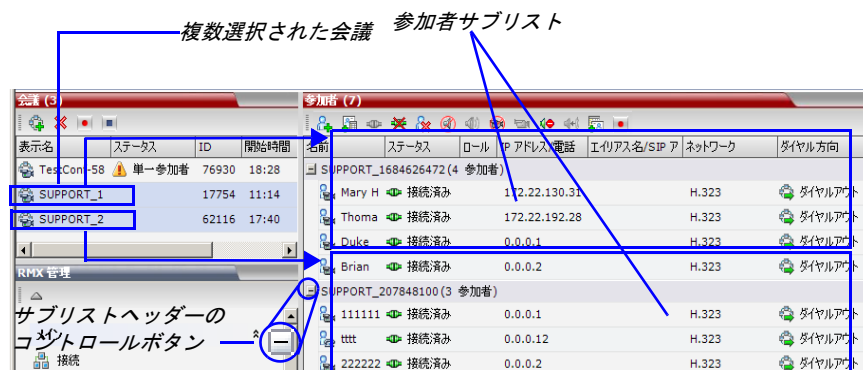 複数選択された会議
参加者サブリスト
会議 (3)
表示名 ステータス ID 開始時間
TestConf-58 単一参加者 76930 18:28
SUPPORT_1 17754 11:14
SUPPORT_2 62116 17:40
RMX 管理
サブリストヘッダーの
コントロールボタン
メイン
接続
参加者 (7)
名前 ステータス ロール IP アドレス/電話 エイリアス名/SIP ア ネットワーク ダイヤル方向
SUPPORT_1684626472(4 参加者)
Mary H 接続済み 172.22.130.31 H.323 ダイヤルアウト
Thoma 接続済み 172.22.192.28 H.323 ダイヤルアウト
Duke 接続済み 0.0.0.1 H.323 ダイヤルアウト
Brian 接続済み 0.0.0.2 H.323 ダイヤルアウト
SUPPORT_207848100(3 参加者)
111111 接続済み 0.0.0.1 H.323 ダイヤルアウト
tttt 接続済み 0.0.0.12 H.323 ダイヤルアウト
222222 接続済み 0.0.0.2 H.323 ダイヤルアウト